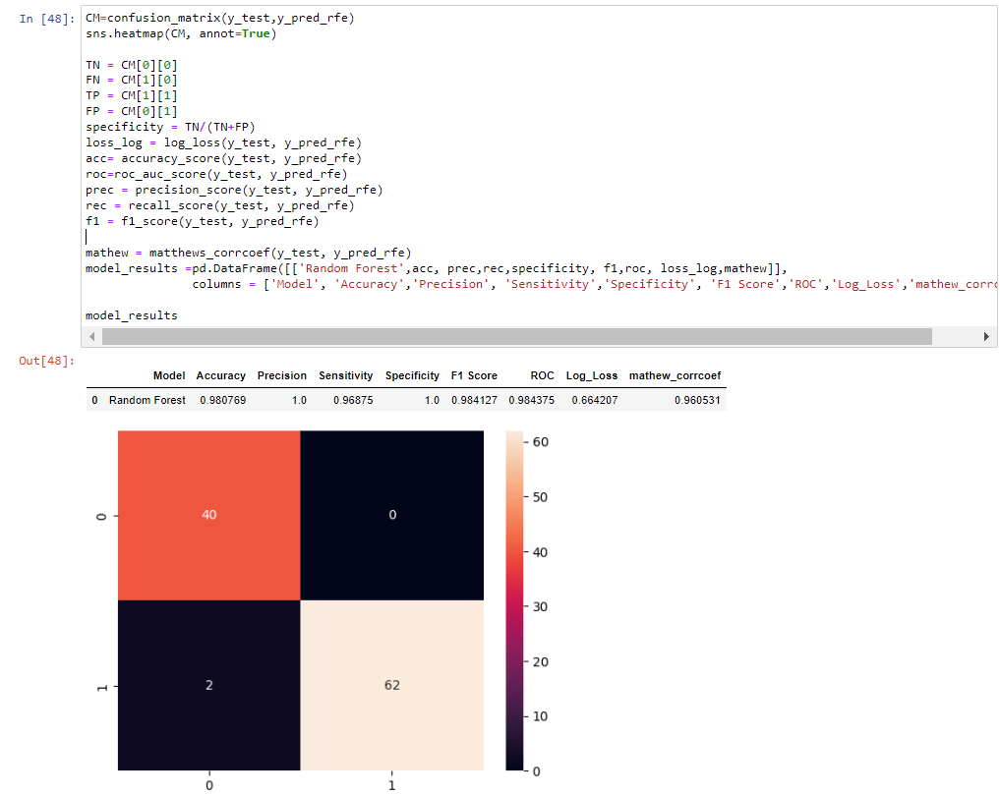 In [48]: CM=confusion_matrix(y_test,y_pred_rfe)
sns.heatmap(CM, annot=True)
TN = CM[0][0]
FN = CM[1][0]
TP = CM[1][1]
FP = CM[0][1]
specificity = TN/(TN+FP)
loss_log = log_loss(y_test, y_pred_rfe)
acc= accuracy_score(y_test, y_pred_rfe)
roc=roc_auc_score(y_test, y_pred_rfe)
prec = precision_score(y_test, y_pred_rfe)
rec = recall_score(y_test, y_pred_rfe)
f1 = f1_score(y_test, y_pred_rfe)
mathew = matthews_corrcoef(y_test, y_pred_rfe)
model_results =pd.DataFrame([['Random Forest',acc, prec,rec,specificity, f1,roc, loss_log,mathew]],
columns = ['Model', 'Accuracy','Precision', 'Sensitivity','Specificity', 'F1 Score','ROC','Log_Loss','mathew_corrc
model_results
Out[48]:
Model Accuracy Precision Sensitivity Specificity F1 Score ROC Log_Loss mathew_corrcoef
0 Random Forest 0.980769 1.0 0.96875 1.0 0.984127 0.984375 0.664207 0.960531
60
50
40
30
20
10
0
0
40 0
1
2 62
0 1